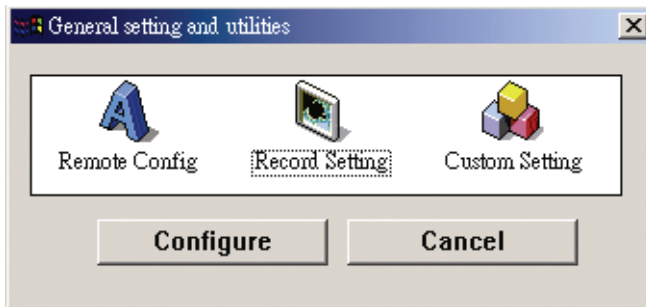 General setting and utilities
Remote Config Record Setting Custom Setting
Configure Cancel